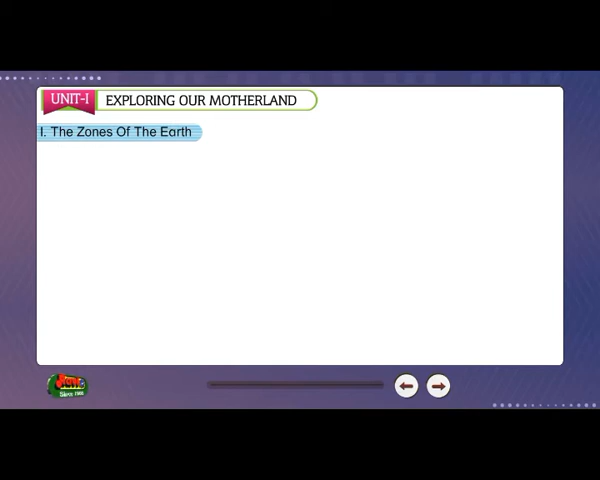 UNIT-I
EXPLORING OUR MOTHERLAND
I. The Zones Of The Earth